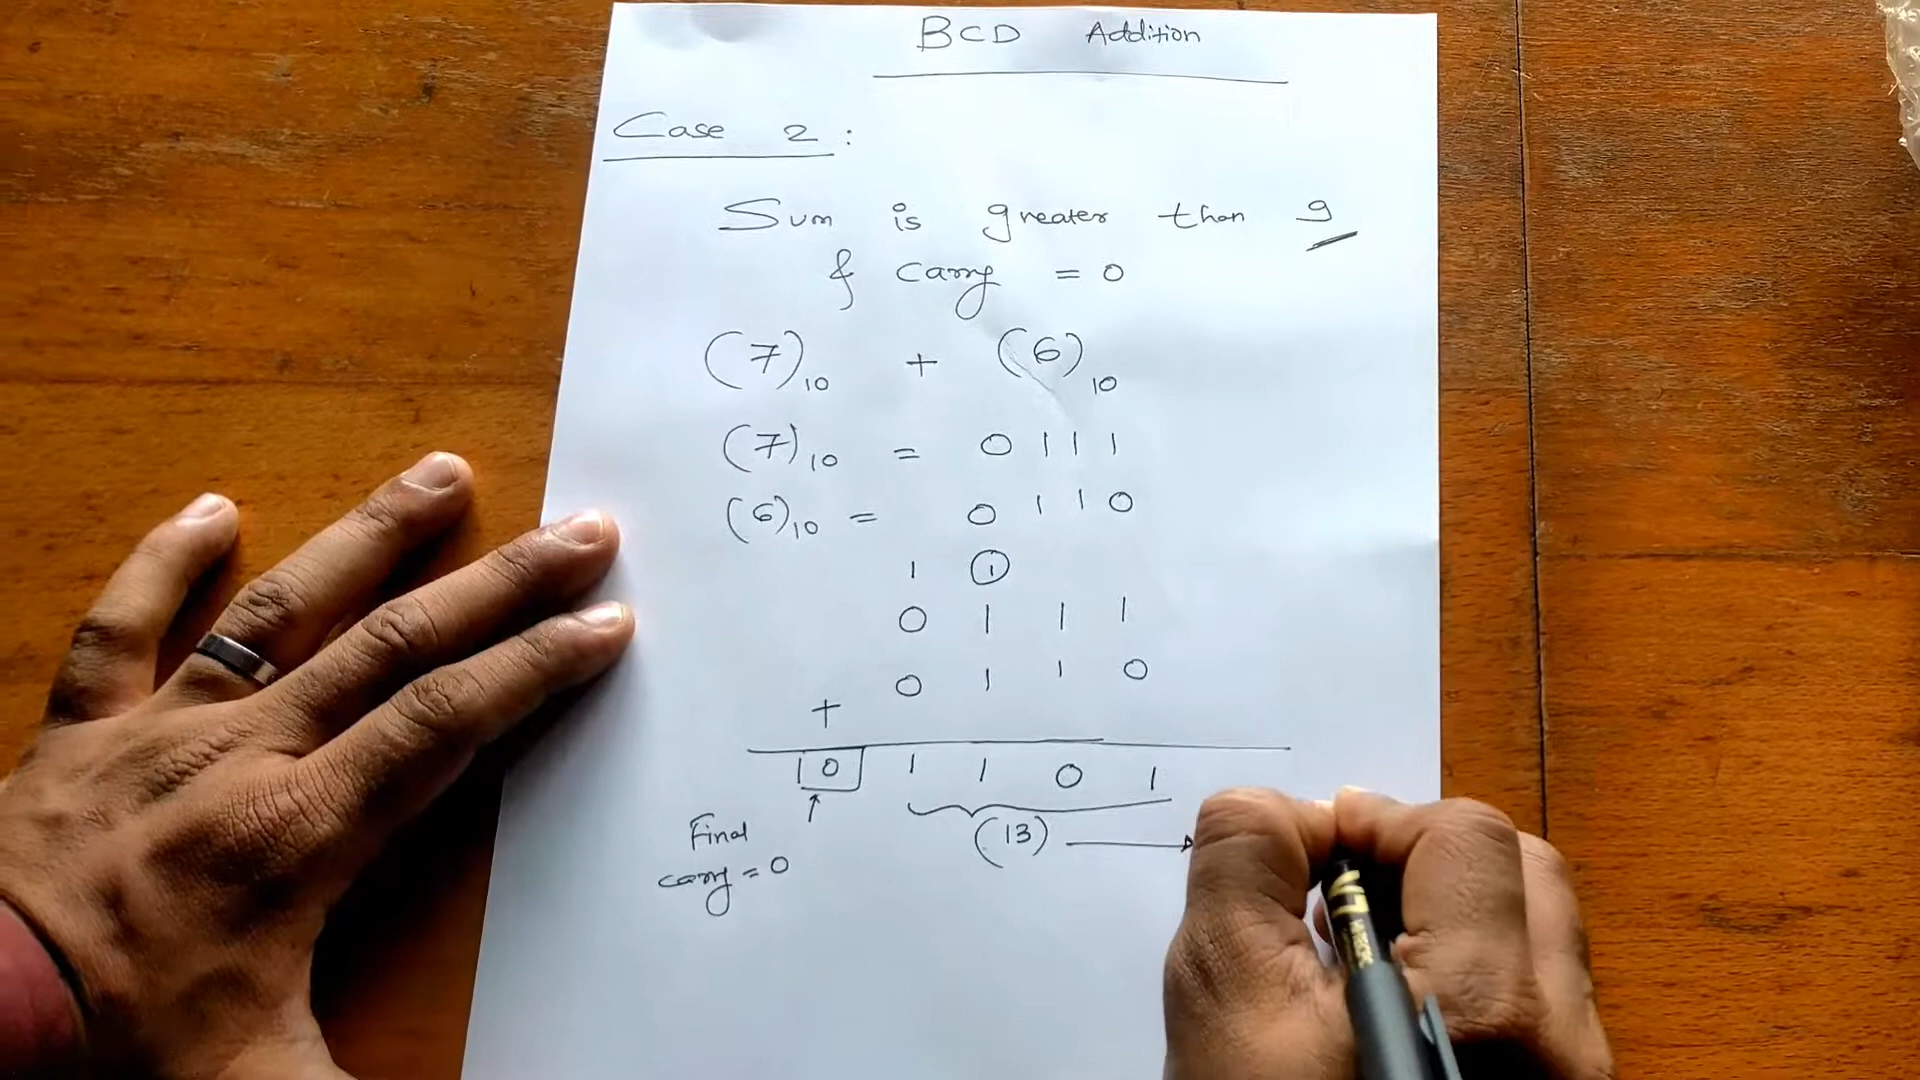 BCD Addition
Case 2 :
Sum is greater than 9
& carry = 0
(7)10 + (6)10
(7)10 = 0 1 1 1
(6)10 = 0 1 1 0
1 1
0 1 1 1
0 1 1 0
+
0 1 1 0 1
Final
carry = 0
(13)
V7